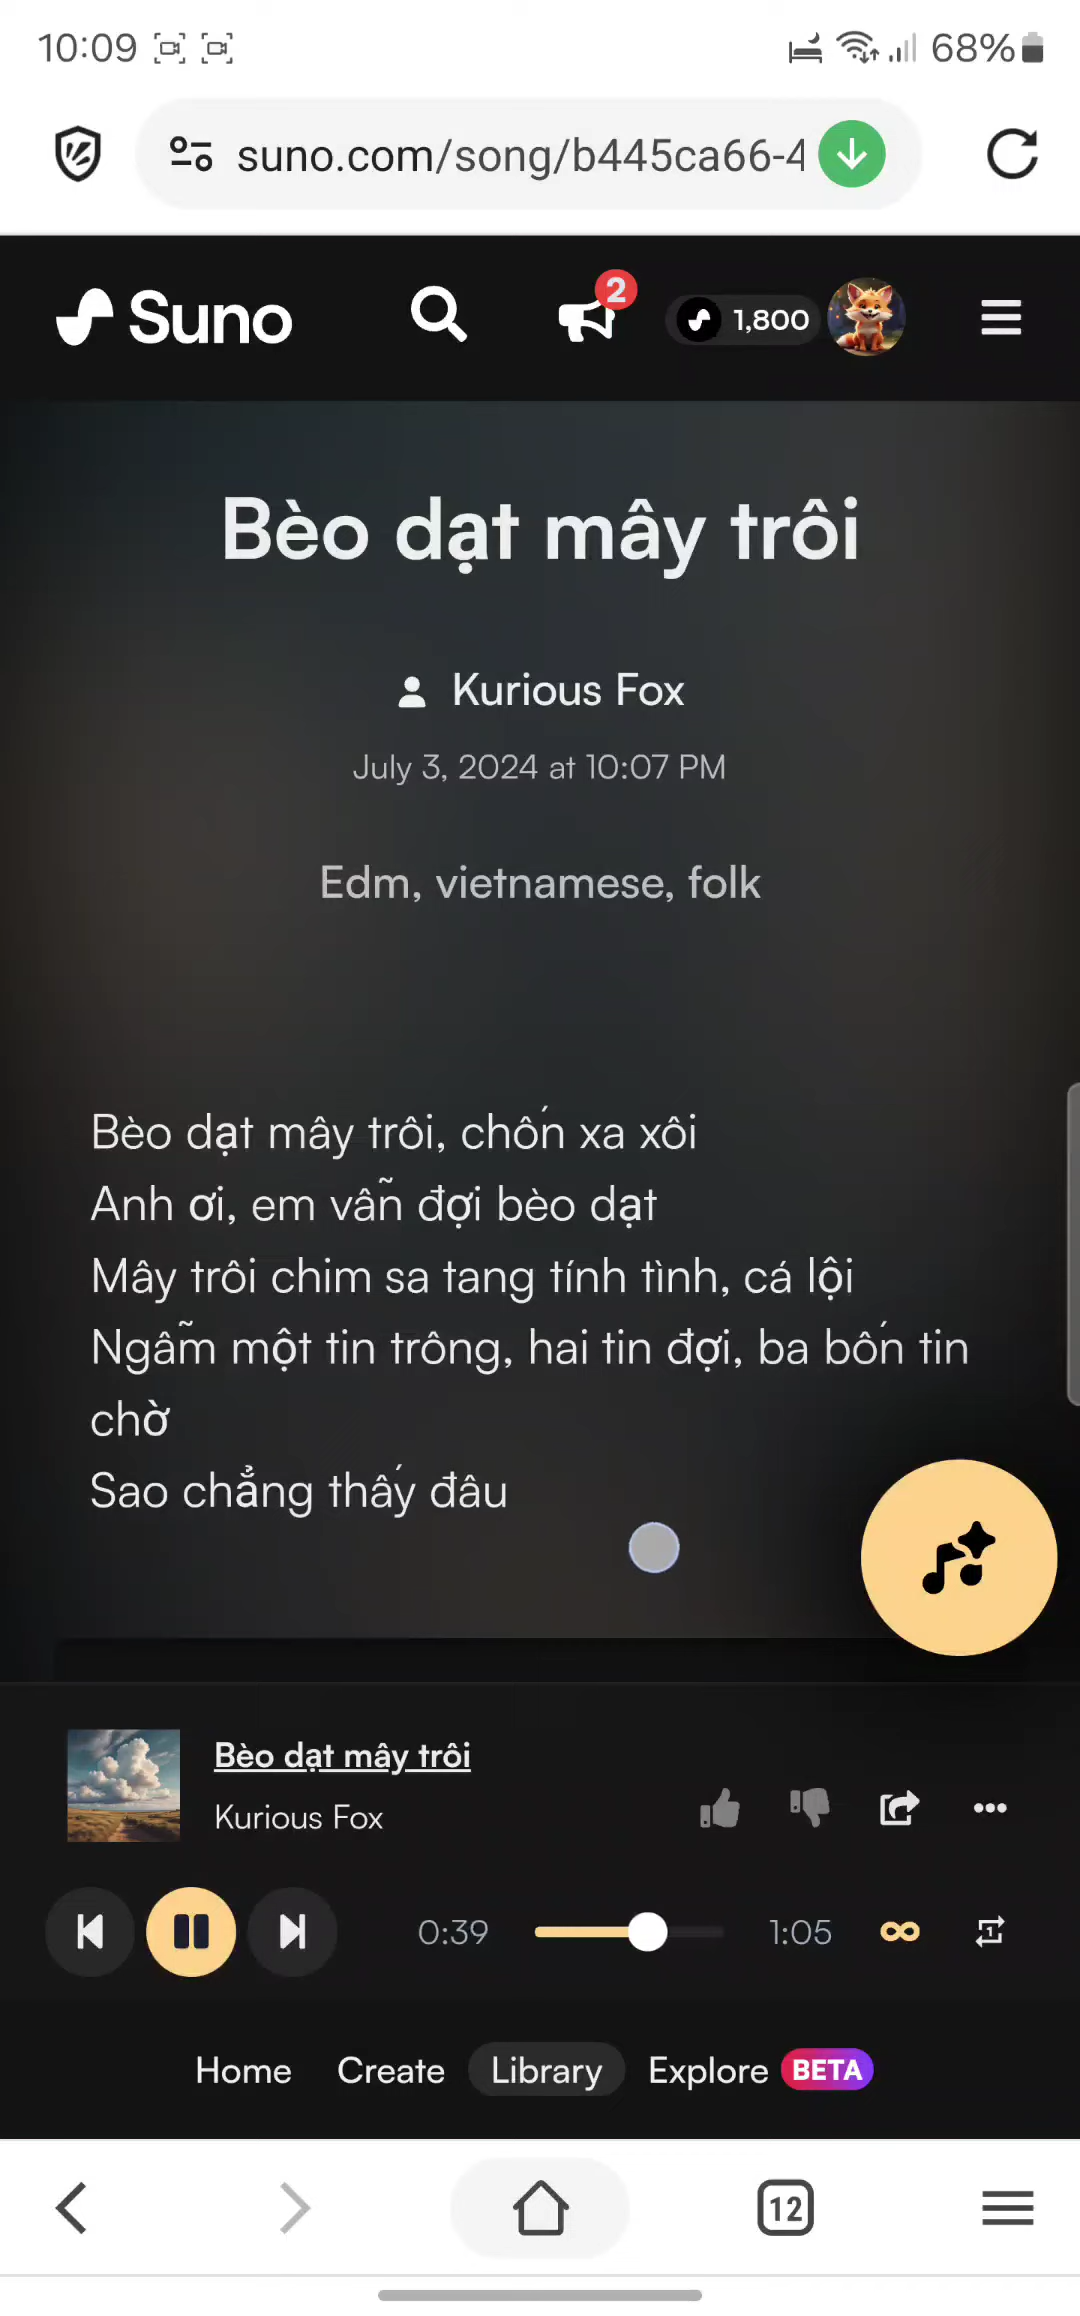 10:09
68%
suno.com/song/b445ca66-4
Suno
2
1,800
Bèo dạt mây trôi
Kurious Fox
July 3, 2024 at 10:07 PM
Edm, vietnamese, folk
Bèo dạt mây trôi, chốn xa xôi
Anh ơi, em vẫn đợi bèo dạt
Mây trôi chim sa tang tính tình, cá lội
Ngẫm một tin trông, hai tin đợi, ba bốn tin
chờ
Sao chẳng thấy đâu
Bèo dạt mây trôi
Kurious Fox
0:39
1:05
1
Home
Create
Library
Explore
BETA
12